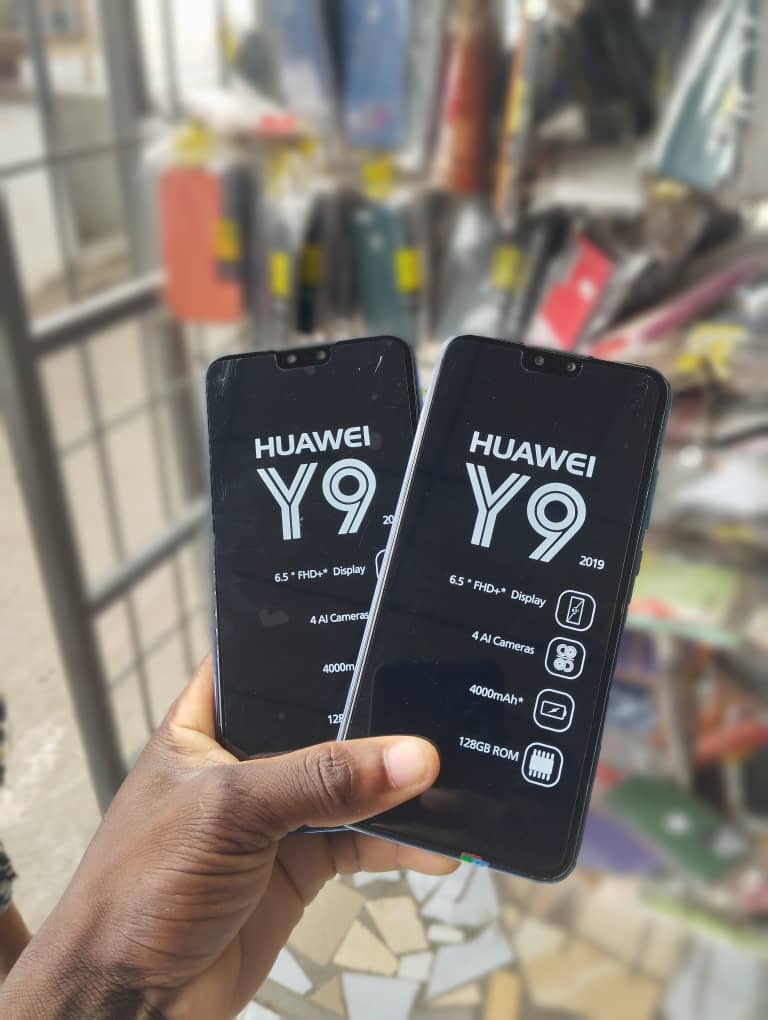 HUAWEI
Y9
20
6.5 " FHD+* Display
4 AI Cameras
4000m
128
HUAWEI
Y9
2019
6.5 " FHD+* Display
4 AI Cameras
4000mAh*
128GB ROM